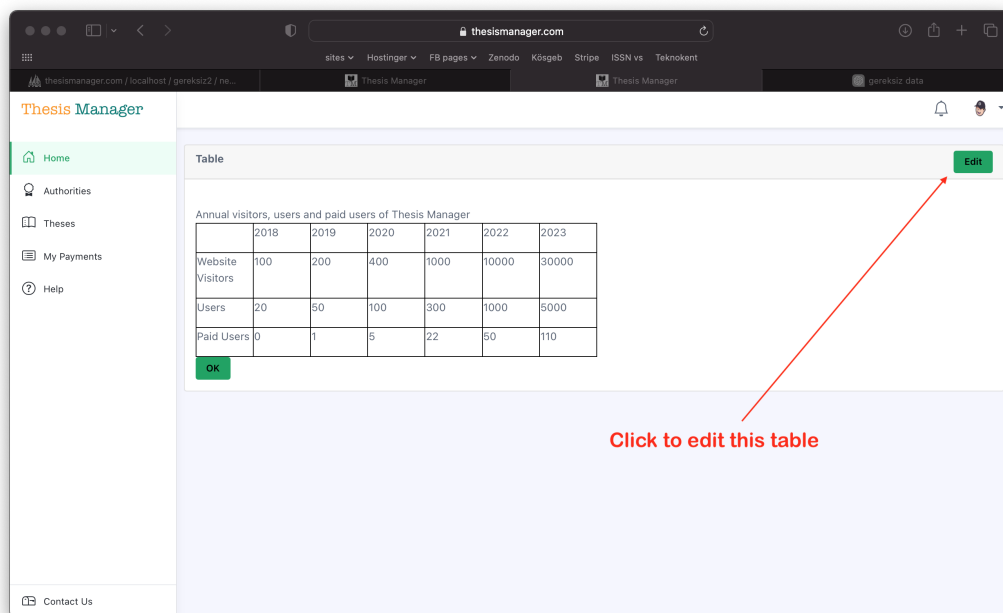 thesismanager.com
sites Hostinger FB pages Zenodo Kösgeb Stripe ISSN vs Teknokent
thesismanager.com / localhost / gereksiz2 / ne... Thesis Manager Thesis Manager gereksiz data
Thesis Manager
Home
Authorities
Theses
My Payments
Help
Contact Us
Table Edit
Annual visitors, users and paid users of Thesis Manager
2018 2019 2020 2021 2022 2023
Website Visitors 100 200 400 1000 10000 30000
Users 20 50 100 300 1000 5000
Paid Users 0 1 5 22 50 110
OK
Click to edit this table